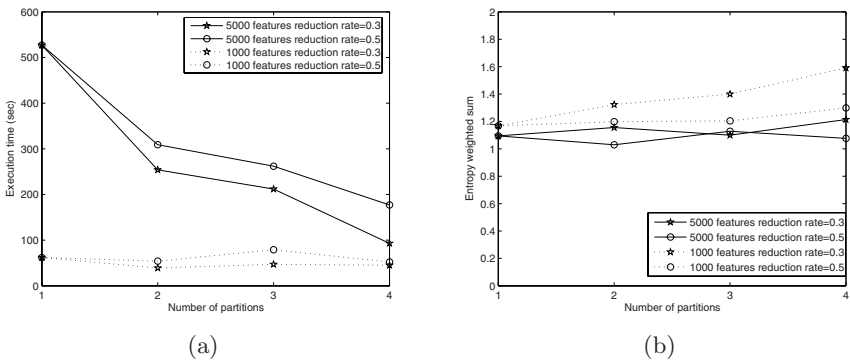 600
500
400
300
200
100
0
Execution time (sec)
5000 features reduction rate=0.3
5000 features reduction rate=0.5
1000 features reduction rate=0.3
1000 features reduction rate=0.5
1
2
3
4
Number of partitions
(a)
2
1.8
1.6
1.4
1.2
1
0.8
0.6
0.4
0.2
0
Entropy weighted sum
5000 features reduction rate=0.3
5000 features reduction rate=0.5
1000 features reduction rate=0.3
1000 features reduction rate=0.5
1
2
3
4
Number of partitions
(b)